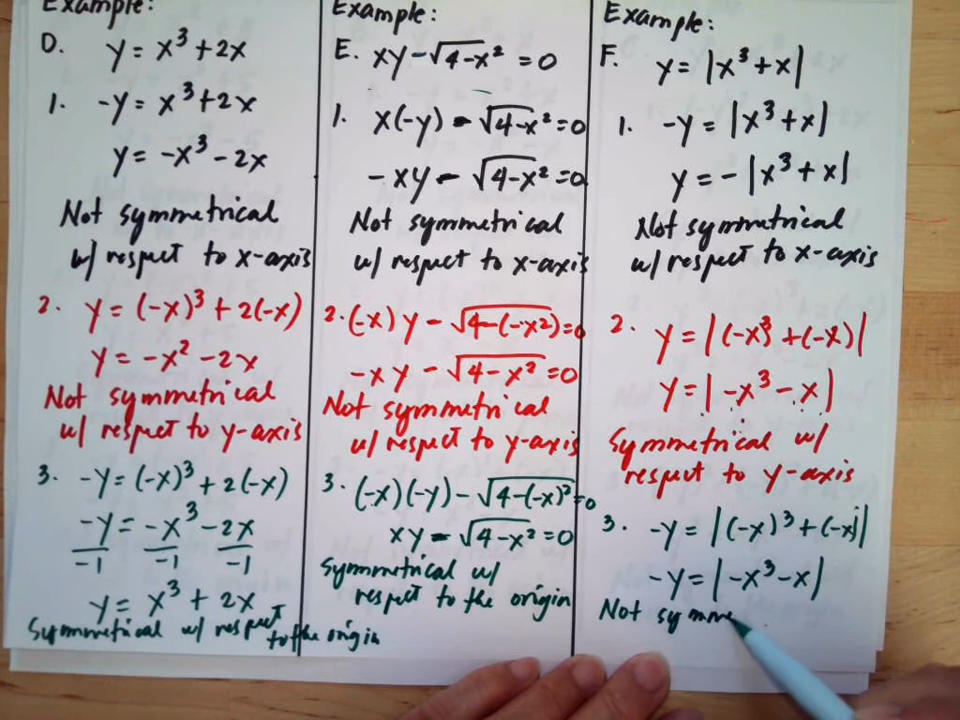 Example:
D. y = x³ + 2x
1. -y = x³ + 2x
y = -x³ - 2x
Not symmetrical
w/ respect to x-axis
2. y = (-x)³ + 2(-x)
y = -x² - 2x
Not symmetrical
w/ respect to y-axis
3. -y = (-x)³ + 2(-x)
-y = -x³ - 2x
-1 -1 -1
y = x³ + 2x
Symmetrical w/ respect
to the origin
Example:
E. xy - √(4-x²) = 0
1. x(-y) - √(4-x²) = 0
-xy - √(4-x²) = 0
Not symmetrical
w/ respect to x-axis
2. (-x)y - √(4-(-x²)) = 0
-xy - √(4-x²) = 0
Not symmetrical
w/ respect to y-axis
3. (-x)(-y) - √(4-(-x)²) = 0
xy - √(4-x²) = 0
Symmetrical w/
respect to the origin
Example:
F. y = |x³ + x|
1. -y = |x³ + x|
y = -|x³ + x|
Not symmetrical
w/ respect to x-axis
2. y = |(-x)³ + (-x)|
y = |-x³ - x|
Symmetrical w/
respect to y-axis
3. -y = |(-x)³ + (-x)|
-y = |-x³ - x|
Not symme